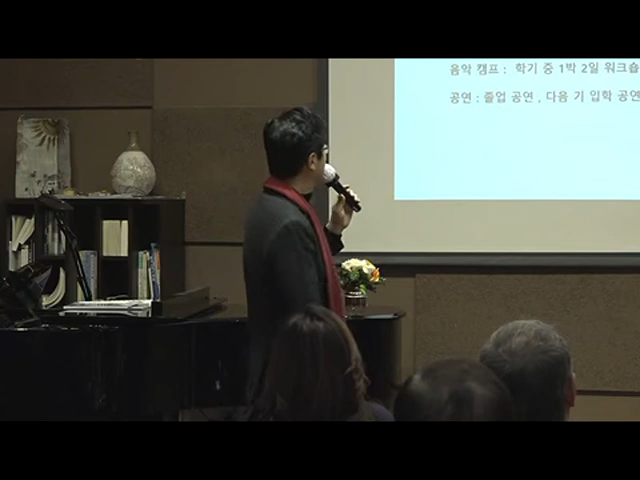 음악 캠프 : 학기 중 1박 2일 워크숍
공연 : 졸업 공연 , 다음 기 입학 공연